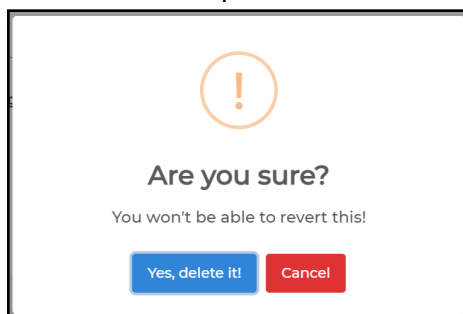 !
Are you sure?
You won't be able to revert this!
Yes, delete it! Cancel